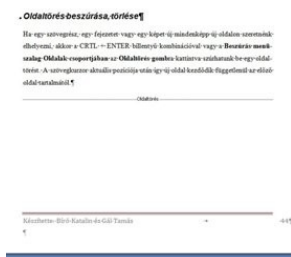 Oldaltörés beszúrása, törlése¶
Ha egy szövegrész, egy fejezetet vagy egy képet új mindenképp új oldalon szeretnénk
elhelyezni, akkor a CRTL + ENTER billentyű kombinációval vagy a Beszúrás menü-
szalag Oldalak csoportjában az Oldaltörés gombra kattintva szúrhatunk be egy oldal-
törést. A szövegkurzor aktuális pozíciója után így új oldal kezdődik függetlenül az előző
oldal tartalmától.¶
Oldaltörés
Készítette: Bíró Katalin és Gál Tamás 44¶
¶